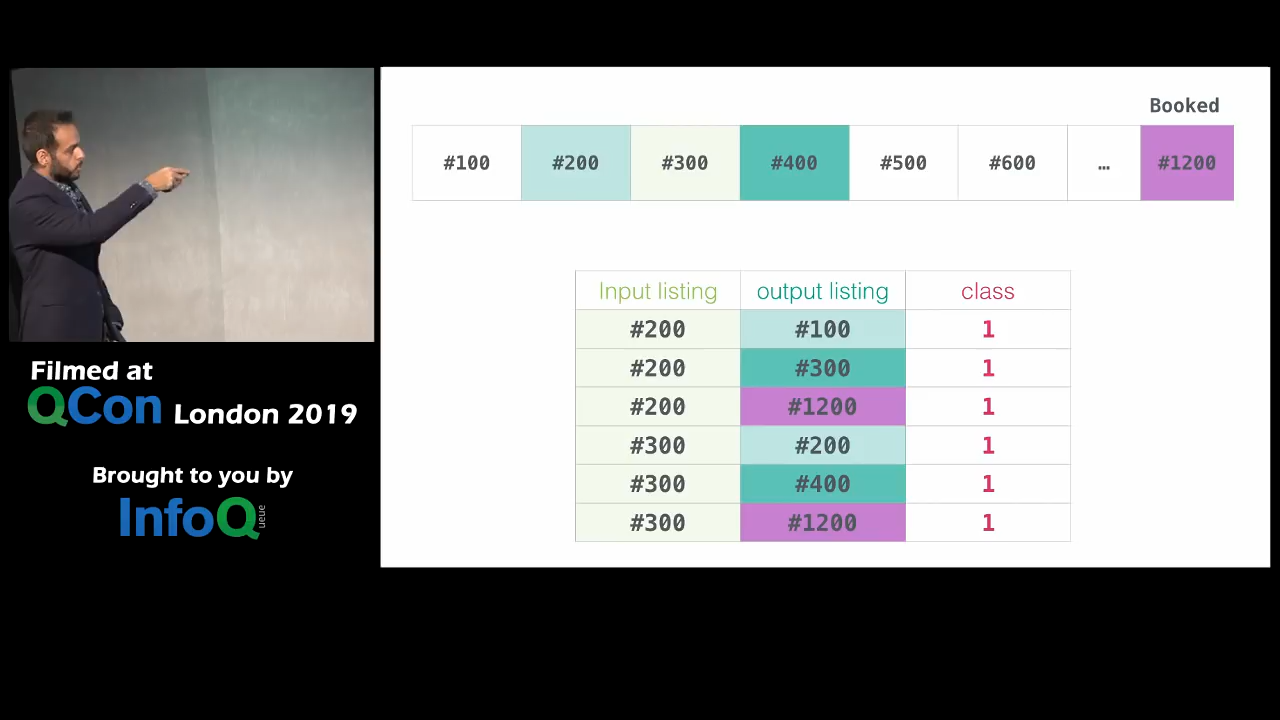 Booked
#100 #200 #300 #400 #500 #600 … #1200
Input listing output listing class
#200 #100 1
#200 #300 1
#200 #1200 1
#300 #200 1
#300 #400 1
#300 #1200 1
Filmed at
QCon London 2019
Brought to you by
InfoQ
ueue